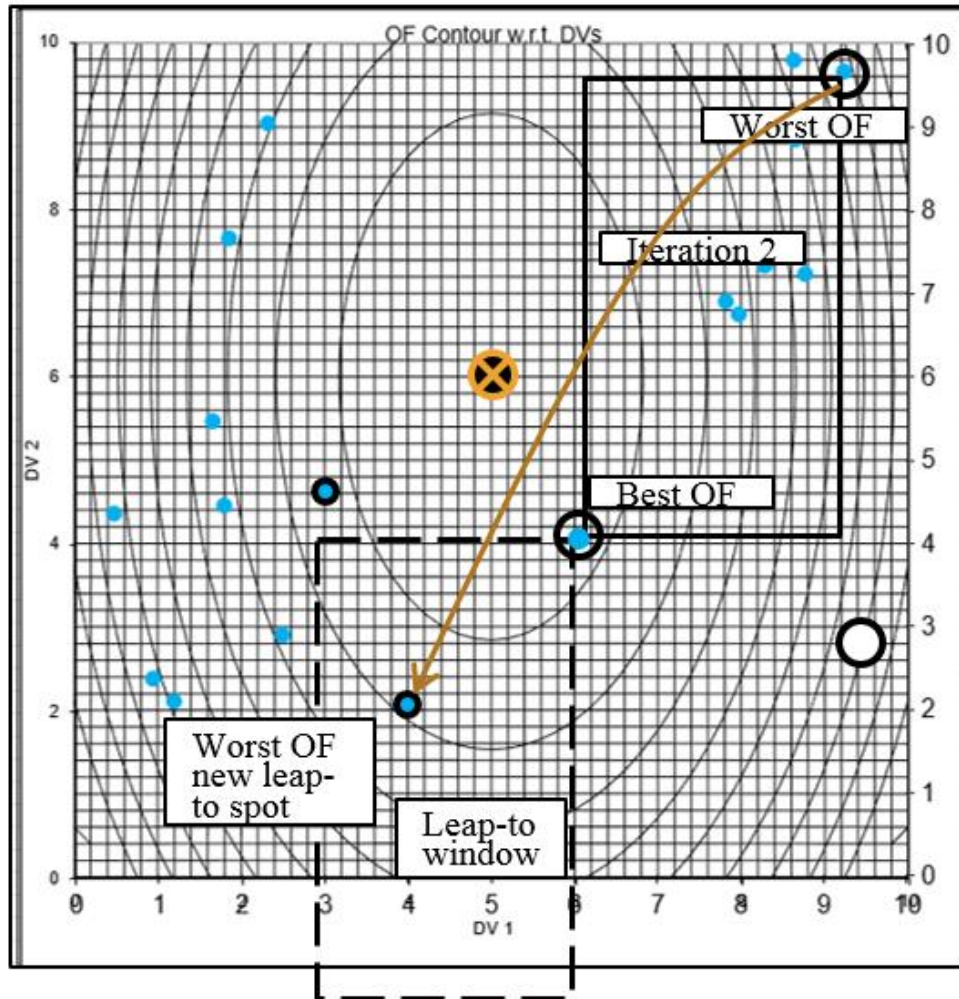 OF Contour w.r.t. DVs
10
8
6
4
2
0
DV 2
10
9
8
7
6
5
4
3
2
1
0
Worst OF
Iteration 2
Best OF
Worst OF
new leap-
to spot
Leap-to
window
0 1 2 3 4 5 6 7 8 9 10
DV 1